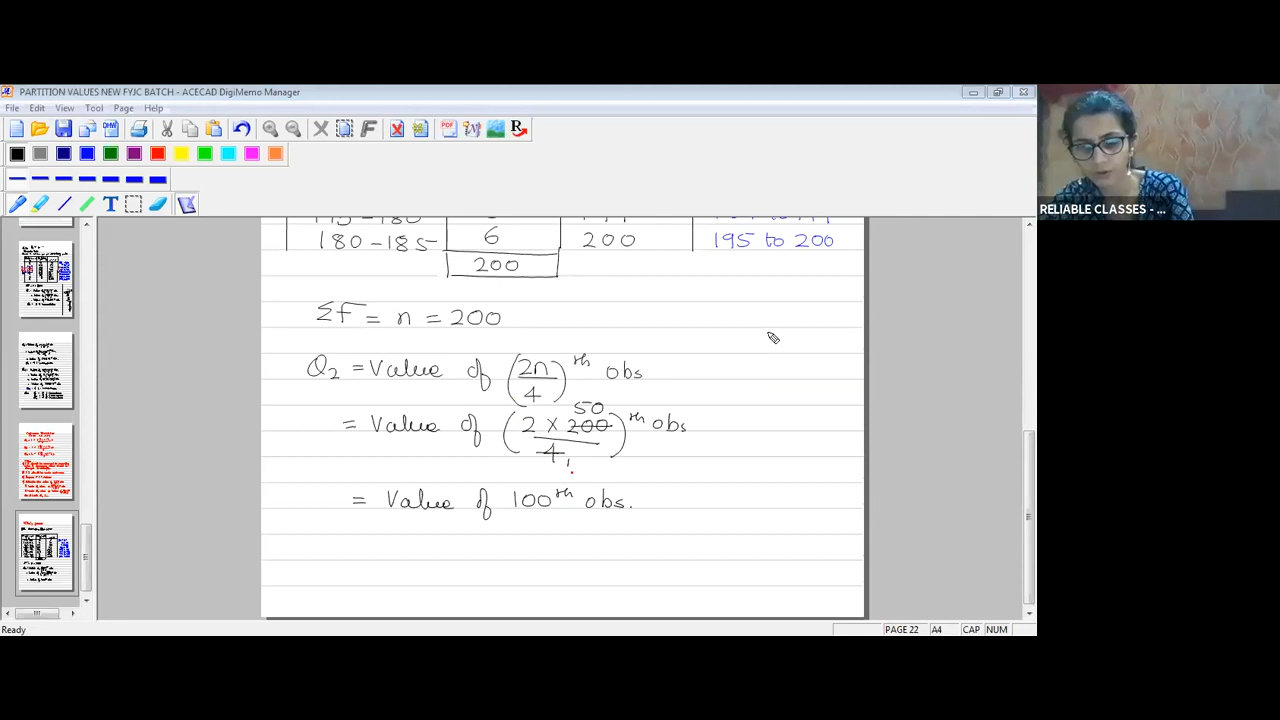 PARTITION VALUES NEW FYJC BATCH - ACECAD DigiMemo Manager
File Edit View Tool Page Help
RELIABLE CLASSES - ...
180-185 6 200 195 to 200
200
Σf = n = 200
Q2 = Value of (2n/4)th obs
50
= Value of (2 x 200/4)th obs
1
= Value of 100th obs.
Ready PAGE 22 A4 CAP NUM